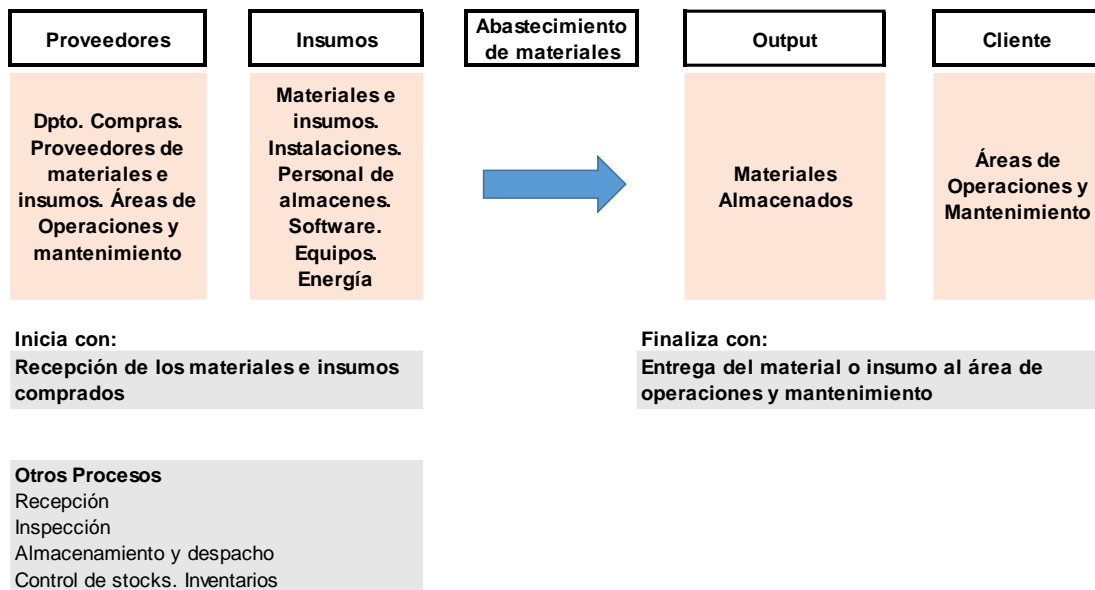 Proveedores
Insumos
Abastecimiento
de materiales
Output
Cliente
Dpto. Compras.
Proveedores de
materiales e
insumos. Áreas de
Operaciones y
mantenimiento
Materiales e
insumos.
Instalaciones.
Personal de
almacenes.
Software.
Equipos.
Energía
Materiales
Almacenados
Áreas de
Operaciones y
Mantenimiento
Inicia con:
Recepción de los materiales e insumos
comprados
Finaliza con:
Entrega del material o insumo al área de
operaciones y mantenimiento
Otros Procesos
Recepción
Inspección
Almacenamiento y despacho
Control de stocks. Inventarios